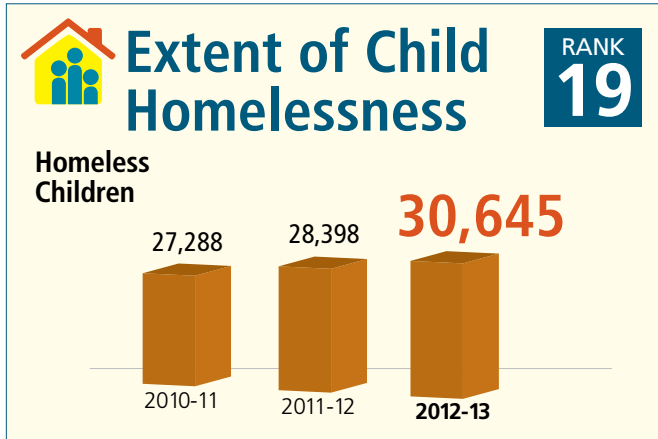 Extent of Child
Homelessness
RANK
19
Homeless
Children
27,288
28,398
30,645
2010-11
2011-12
2012-13